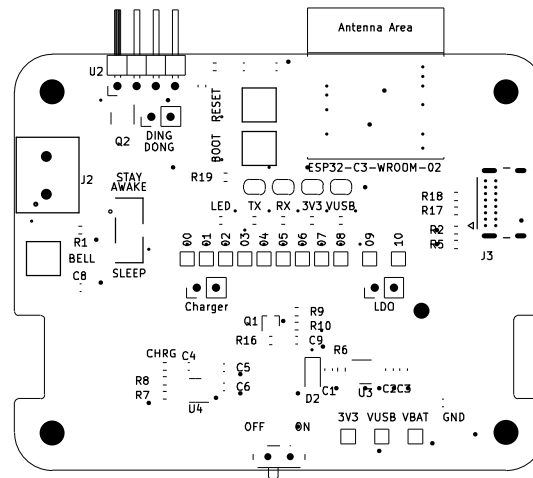 Antenna Area
U2
RESET
Q2
DING
DONG
BOOT
ESP32-C3-WROOM-02
J2
STAY
AWAKE
R19
R18
R17
LED
TX
RX
3V3
VUSB
R2
R5
R1
BELL
00
01
02
03
04
05
06
07
08
09
10
J3
SLEEP
C8
Charger
LDO
R9
Q1
R10
R16
C9
CHRG
C4
R6
C5
R8
C6
R7
U4
C1
U3
C2
C3
D2
3V3
VUSB
VBAT
GND
OFF
ON